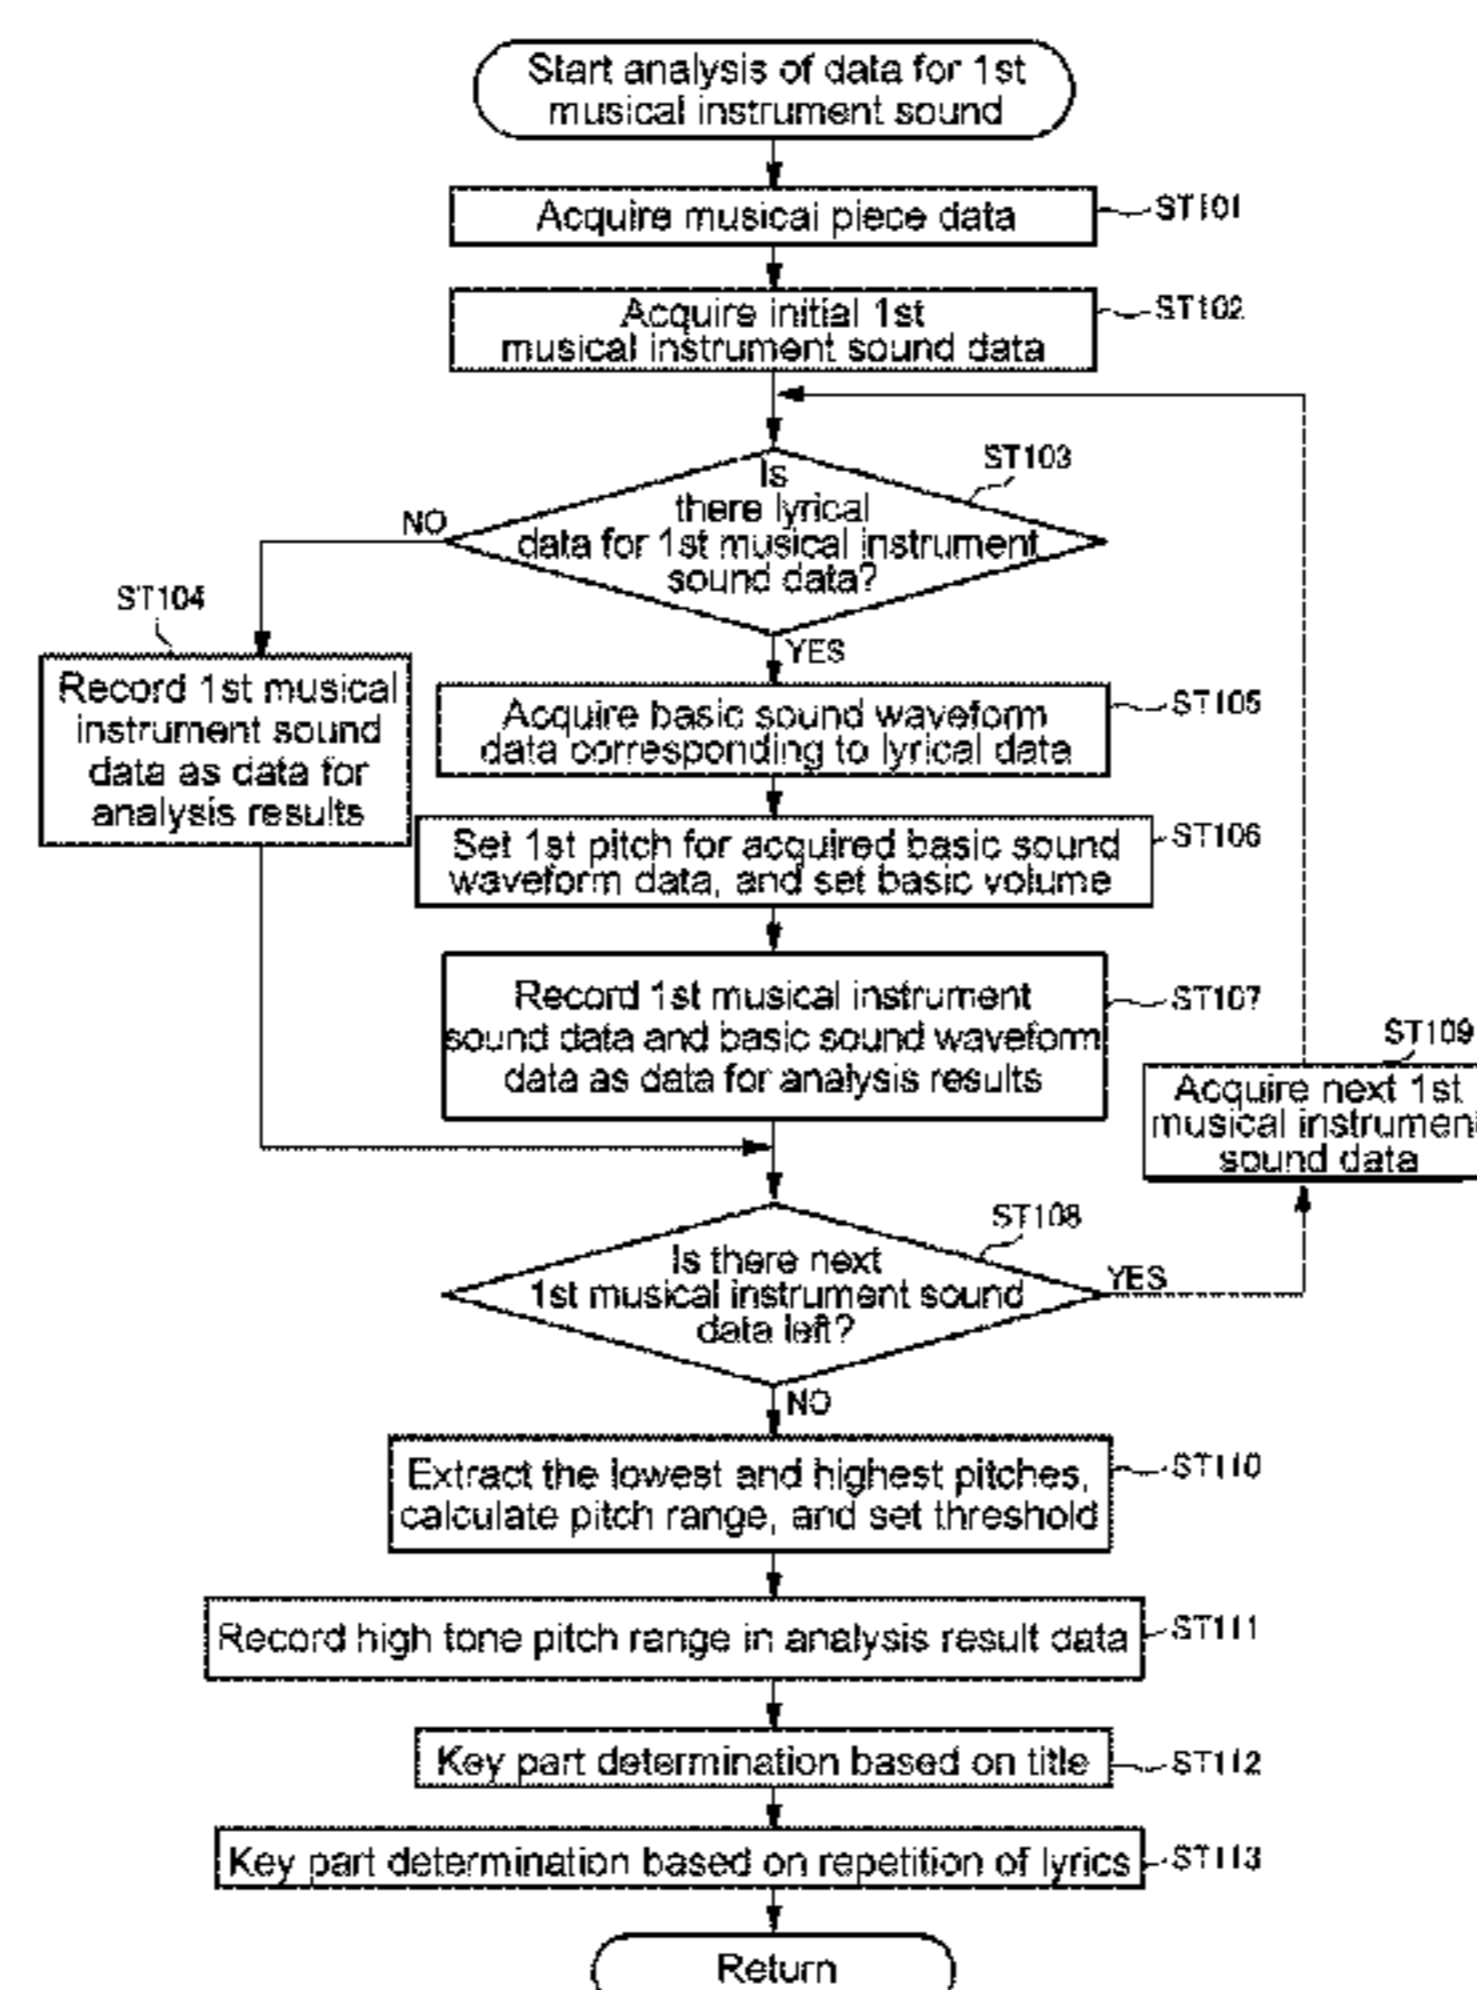 Start analysis of data for 1st
musical instrument sound
Acquire musical piece data
ST101
Acquire initial 1st
musical instrument sound data
ST102
Is
there lyrical
data for 1st musical instrument
sound data?
ST103
NO
YES
ST104
Record 1st musical
instrument sound
data as data for
analysis results
Acquire basic sound waveform
data corresponding to lyrical data
ST105
Set 1st pitch for acquired basic sound
waveform data, and set basic volume
ST106
Record 1st musical instrument
sound data and basic sound waveform
data as data for analysis results
ST107
ST109
Acquire next 1st
musical instrument
sound data
Is there next
1st musical instrument sound
data left?
ST108
YES
NO
Extract the lowest and highest pitches,
calculate pitch range, and set threshold
ST110
Record high tone pitch range in analysis result data
ST111
Key part determination based on title
ST112
Key part determination based on repetition of lyrics
ST113
Return